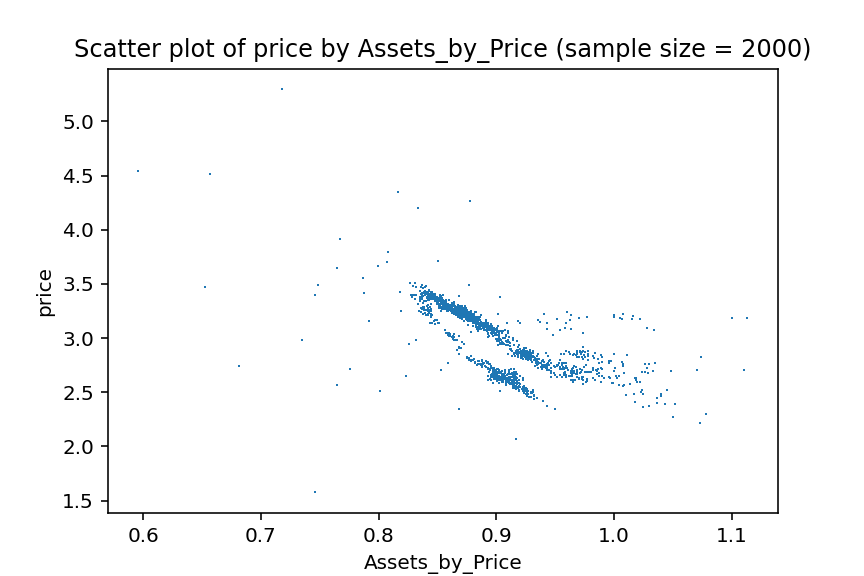 Scatter plot of price by Assets_by_Price (sample size = 2000)
price
5.0
4.5
4.0
3.5
3.0
2.5
2.0
1.5
0.6 0.7 0.8 0.9 1.0 1.1
Assets_by_Price